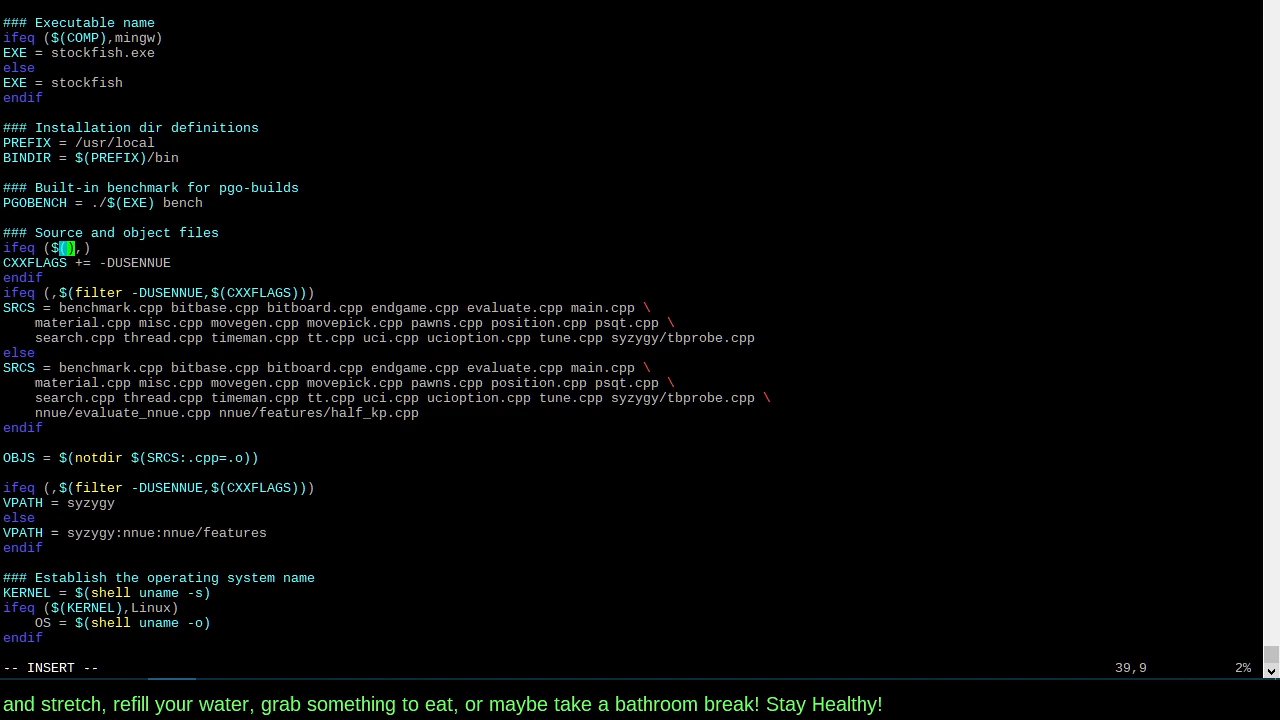 ### Executable name
ifeq ($(COMP),mingw)
EXE = stockfish.exe
else
EXE = stockfish
endif
### Installation dir definitions
PREFIX = /usr/local
BINDIR = $(PREFIX)/bin
### Built-in benchmark for pgo-builds
PGOBENCH = ./$(EXE) bench
### Source and object files
ifeq ($(),)
CXXFLAGS += -DUSENNUE
endif
ifeq (,$(filter -DUSENNUE,$(CXXFLAGS)))
SRCS = benchmark.cpp bitbase.cpp bitboard.cpp endgame.cpp evaluate.cpp main.cpp \
    material.cpp misc.cpp movegen.cpp movepick.cpp pawns.cpp position.cpp psqt.cpp \
    search.cpp thread.cpp timeman.cpp tt.cpp uci.cpp ucioption.cpp tune.cpp syzygy/tbprobe.cpp
else
SRCS = benchmark.cpp bitbase.cpp bitboard.cpp endgame.cpp evaluate.cpp main.cpp \
    material.cpp misc.cpp movegen.cpp movepick.cpp pawns.cpp position.cpp psqt.cpp \
    search.cpp thread.cpp timeman.cpp tt.cpp uci.cpp ucioption.cpp tune.cpp syzygy/tbprobe.cpp \
    nnue/evaluate_nnue.cpp nnue/features/half_kp.cpp
endif
OBJS = $(notdir $(SRCS:.cpp=.o))
ifeq (,$(filter -DUSENNUE,$(CXXFLAGS)))
VPATH = syzygy
else
VPATH = syzygy:nnue:nnue/features
endif
### Establish the operating system name
KERNEL = $(shell uname -s)
ifeq ($(KERNEL),Linux)
    OS = $(shell uname -o)
endif
-- INSERT -- 39,9 2%
and stretch, refill your water, grab something to eat, or maybe take a bathroom break! Stay Healthy!